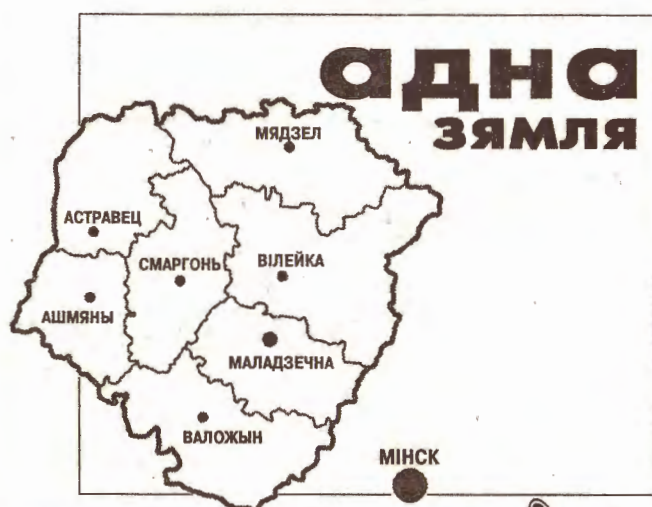 адна
ЗЯМЛЯ
МЯДЗЕЛ
АСТРАВЕЦ
СМАРГОНЬ
ВІЛЕЙКА
АШМЯНЫ
МАЛАДЗЕЧНА
ВАЛОЖЫН
МІНСК